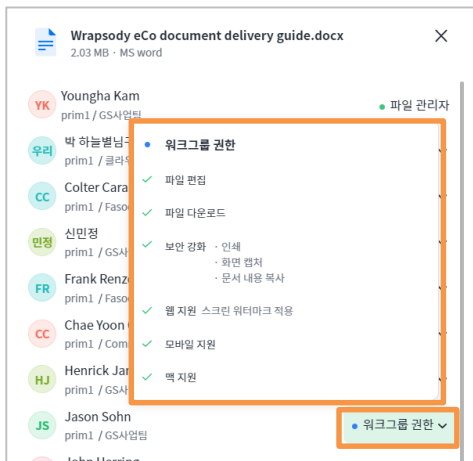 Wrapsody eCo document delivery guide.docx
2.03 MB · MS word
YK Youngha Kam
prim1 / GS사업팀
파일 관리자
우리 박 하늘별님
prim1 / 클라
CC Colter Cara
prim1 / Faso
민정 신민정
prim1 / GS사
FR Frank Renz
prim1 / Faso
CC Chae Yoon
prim1 / Com
HJ Henrick Jar
prim1 / GS사
워크그룹 권한
파일 편집
파일 다운로드
보안 강화 · 인쇄
· 화면 캡처
· 문서 내용 복사
웹 지원 스크린 워터마크 적용
모바일 지원
맥 지원
JS Jason Sohn
prim1 / GS사업팀
워크그룹 권한